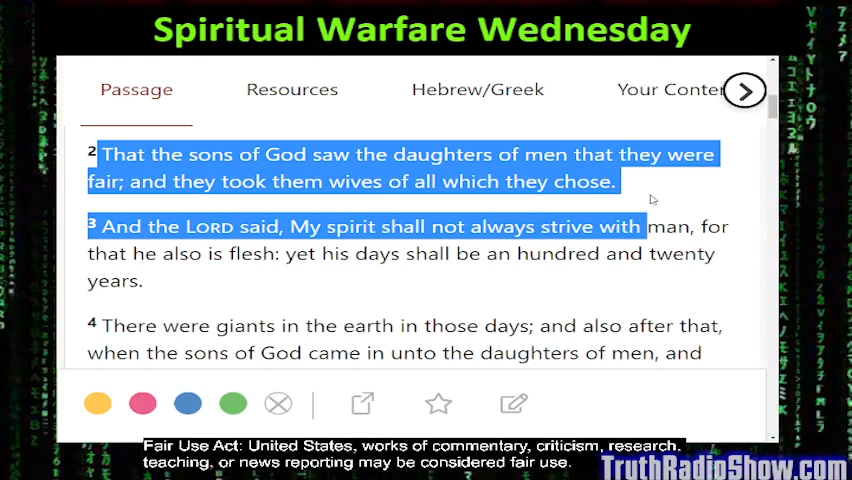 Spiritual Warfare Wednesday
Passage Resources Hebrew/Greek Your Conter
2 That the sons of God saw the daughters of men that they were
fair; and they took them wives of all which they chose.
3 And the LORD said, My spirit shall not always strive with man, for
that he also is flesh: yet his days shall be an hundred and twenty
years.
4 There were giants in the earth in those days; and also after that,
when the sons of God came in unto the daughters of men, and
Fair Use Act: United States, works of commentary, criticism, research,
teaching, or news reporting may be considered fair use.
TruthRadioShow.com